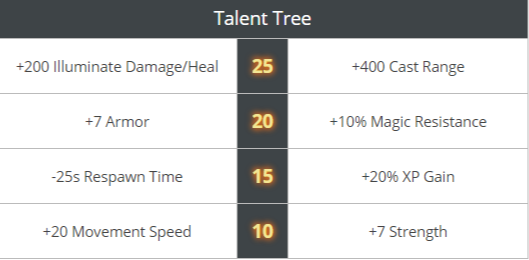 Talent Tree
+200 Illuminate Damage/Heal 25 +400 Cast Range
+7 Armor 20 +10% Magic Resistance
-25s Respawn Time 15 +20% XP Gain
+20 Movement Speed 10 +7 Strength